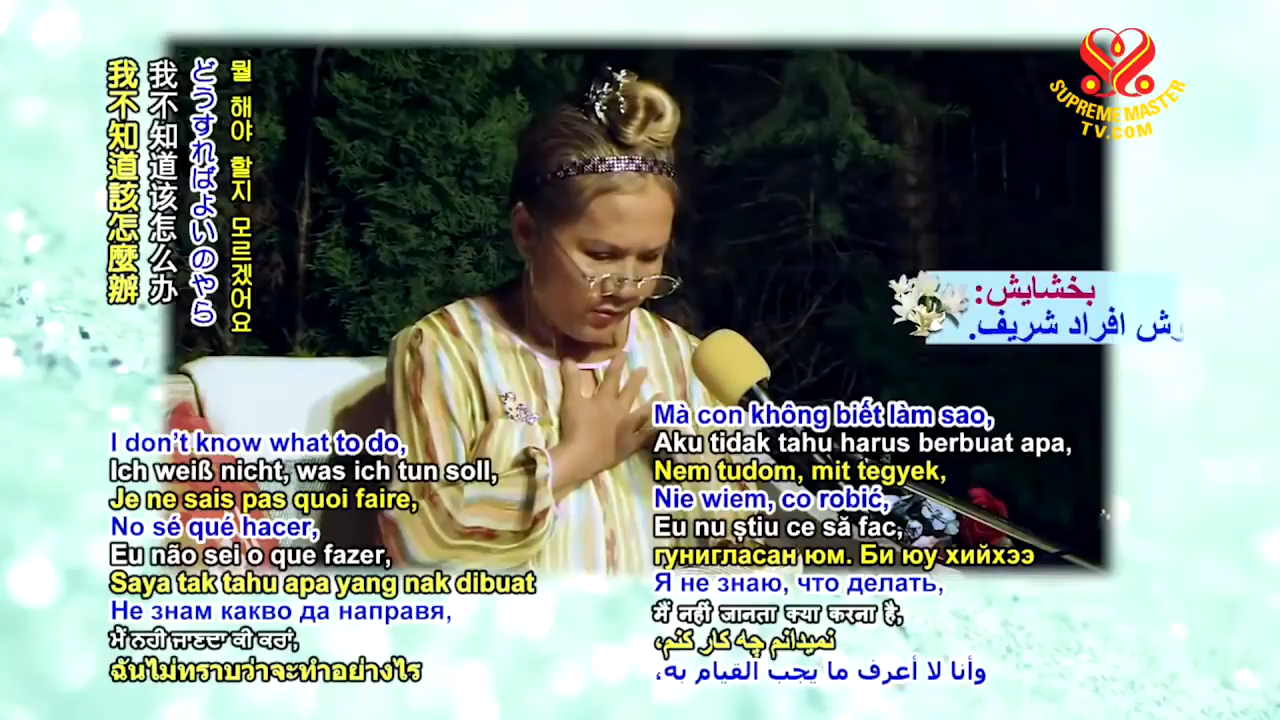 SUPREME MASTER
TV.COM
我不知道該怎麼辦
我不知道该怎么办
どうすればよいのやら
뭘 해야 할지 모르겠어요
بخشایش:
رش افراد شریف.
I don't know what to do,
Ich weiß nicht, was ich tun soll,
Je ne sais pas quoi faire,
No sé qué hacer,
Eu não sei o que fazer,
Saya tak tahu apa yang nak dibuat
Не знам какво да направя,
ਮੈਂ ਨਹੀ ਜਾਣਦਾ ਕੀ ਕਰਾਂ,
ฉันไม่ทราบว่าจะทำอย่างไร
Mà con không biết làm sao,
Aku tidak tahu harus berbuat apa,
Nem tudom, mit tegyek,
Nie wiem, co robić,
Eu nu știu ce să fac,
гунигласан юм. Би юу хийхээ
Я не знаю, что делать,
मैं नहीं जानता क्या करना है,
نمیدانم چه کار کنم،
وأنا لا أعرف ما يجب القيام به،